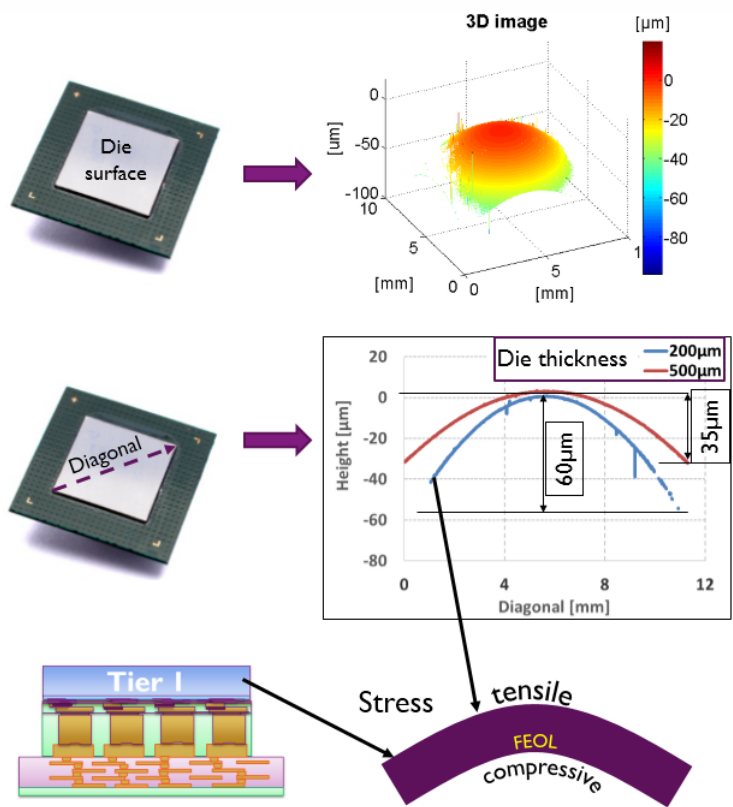 3D image
[µm]
Die
surface
[um]
0
-50
-100
10
5
0
[mm]
0
5
1
[mm]
0
-20
-40
-60
-80
Diagonal
Die thickness
200µm
500µm
Height [µm]
20
0
-20
-40
-60
-80
60µm
35µm
0
4
8
12
Diagonal [mm]
Tier 1
Stress
tensile
FEOL
compressive